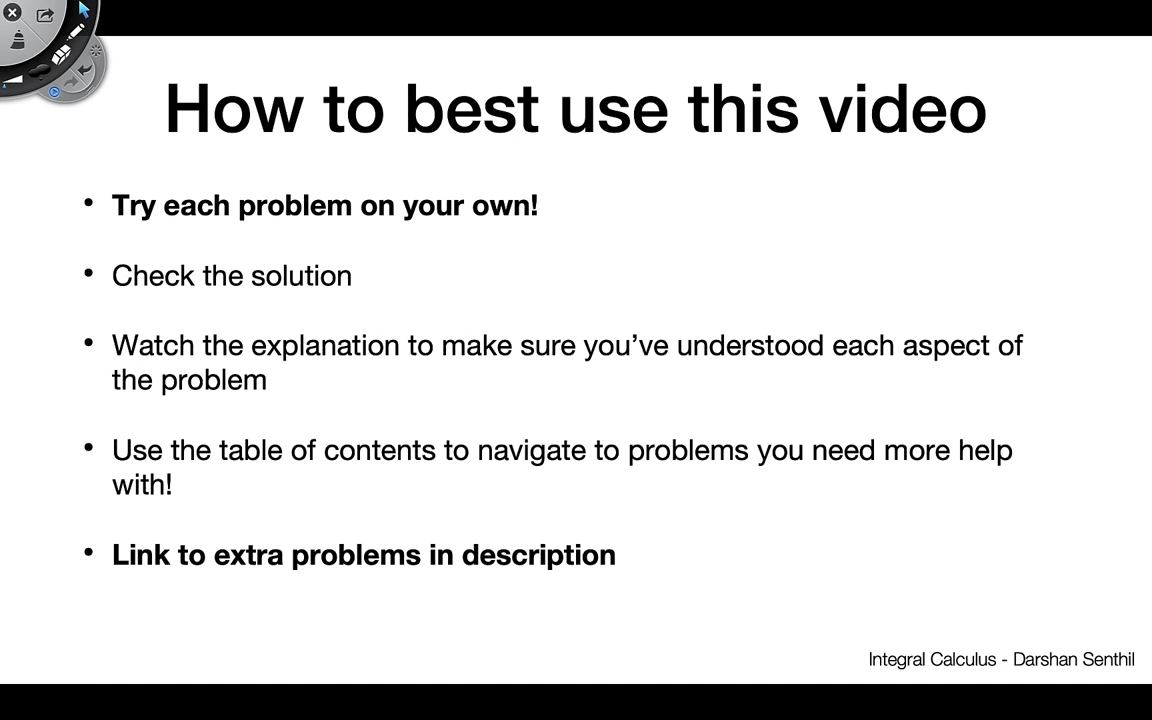 How to best use this video
• Try each problem on your own!
• Check the solution
• Watch the explanation to make sure you’ve understood each aspect of
the problem
• Use the table of contents to navigate to problems you need more help
with!
• Link to extra problems in description
Integral Calculus - Darshan Senthil